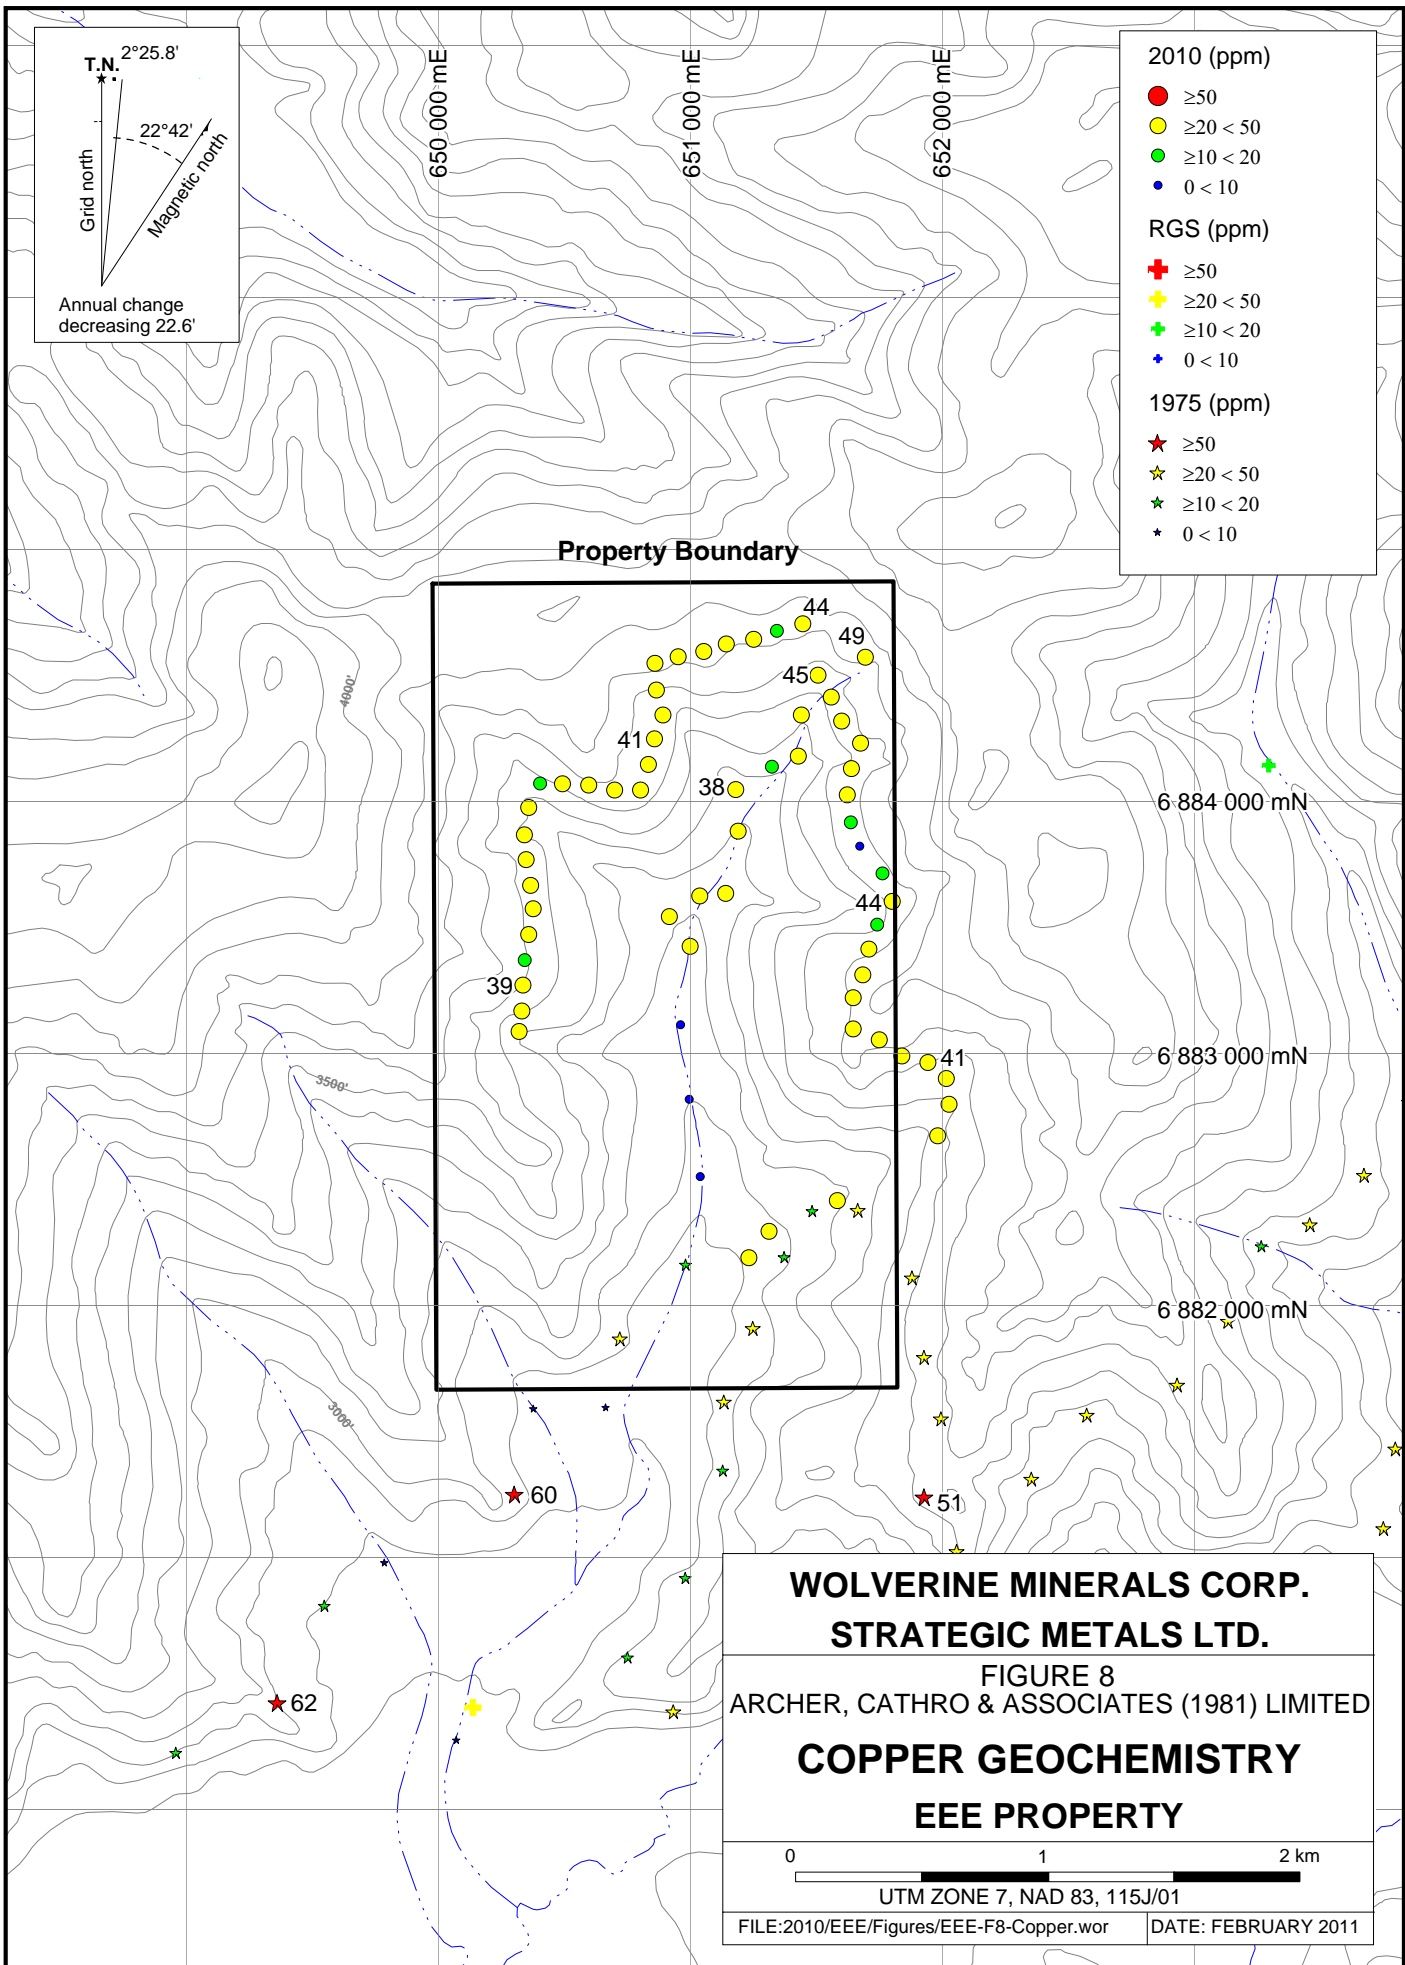 T.N.
2°25.8'
22°42'
Grid north
Magnetic north
Annual change
decreasing 22.6'
650 000 mE
651 000 mE
652 000 mE
2010 (ppm)
≥50
≥20 < 50
≥10 < 20
0 < 10
RGS (ppm)
≥50
≥20 < 50
≥10 < 20
0 < 10
1975 (ppm)
≥50
≥20 < 50
≥10 < 20
0 < 10
Property Boundary
44
49
45
4000'
41
38
6 884 000 mN
44
39
6 883 000 mN
41
3500'
6 882 000 mN
3000'
60
51
62
WOLVERINE MINERALS CORP.
STRATEGIC METALS LTD.
FIGURE 8
ARCHER, CATHRO & ASSOCIATES (1981) LIMITED
COPPER GEOCHEMISTRY
EEE PROPERTY
0 1 2 km
UTM ZONE 7, NAD 83, 115J/01
FILE:2010/EEE/Figures/EEE-F8-Copper.wor
DATE: FEBRUARY 2011